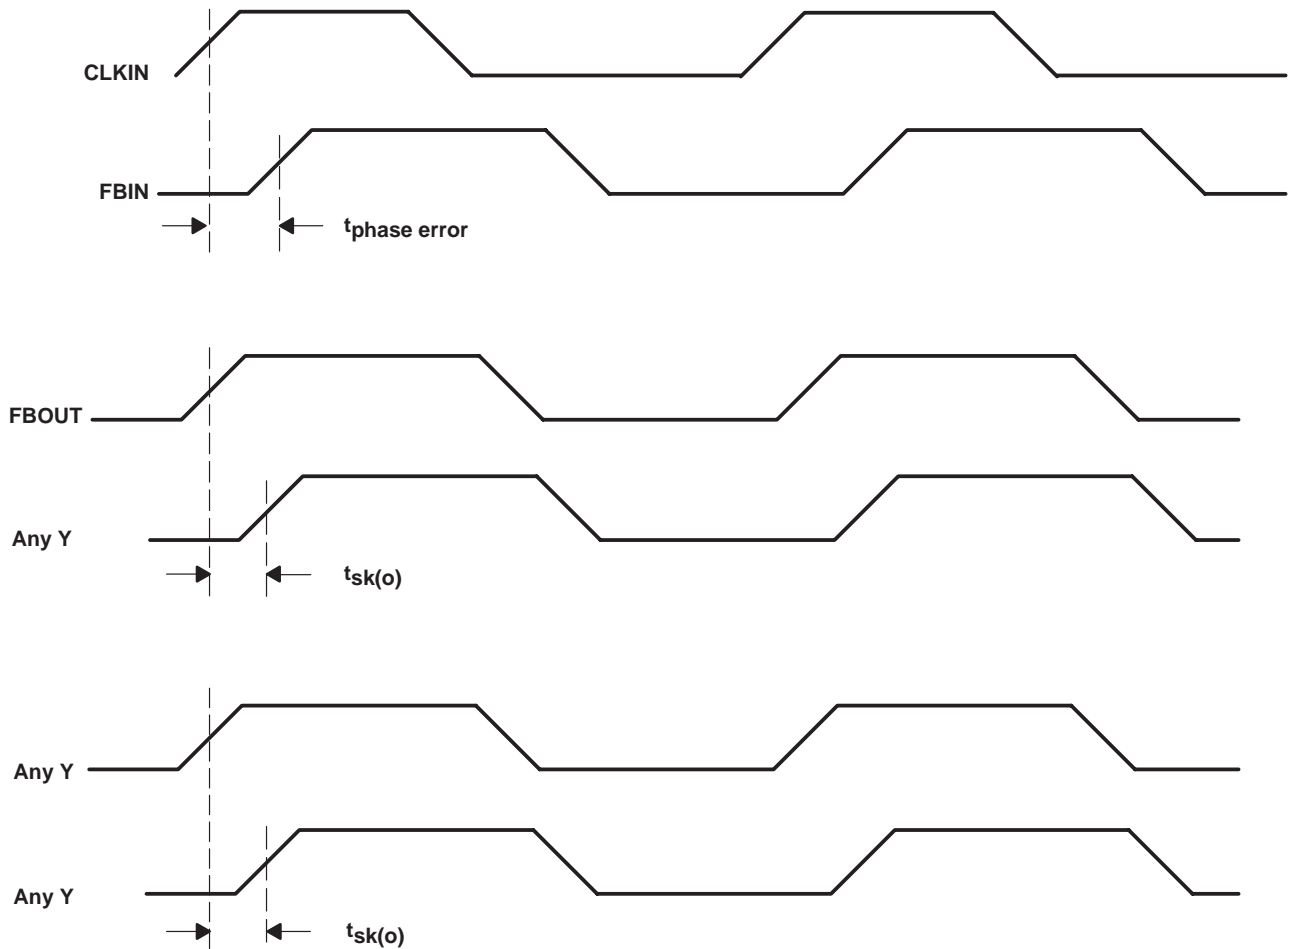 CLKIN
FBIN
tphase error
FBOUT
Any Y
tsk(o)
Any Y
Any Y
tsk(o)